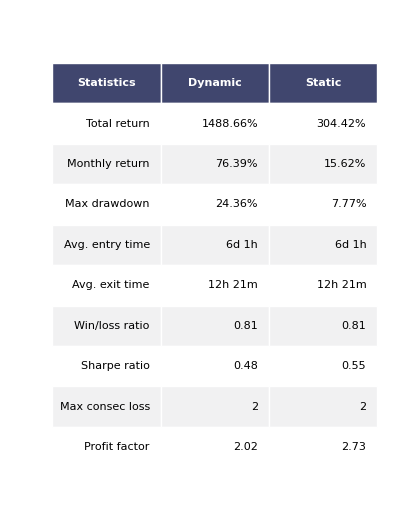 Statistics Dynamic Static
Total return 1488.66% 304.42%
Monthly return 76.39% 15.62%
Max drawdown 24.36% 7.77%
Avg. entry time 6d 1h 6d 1h
Avg. exit time 12h 21m 12h 21m
Win/loss ratio 0.81 0.81
Sharpe ratio 0.48 0.55
Max consec loss 2 2
Profit factor 2.02 2.73